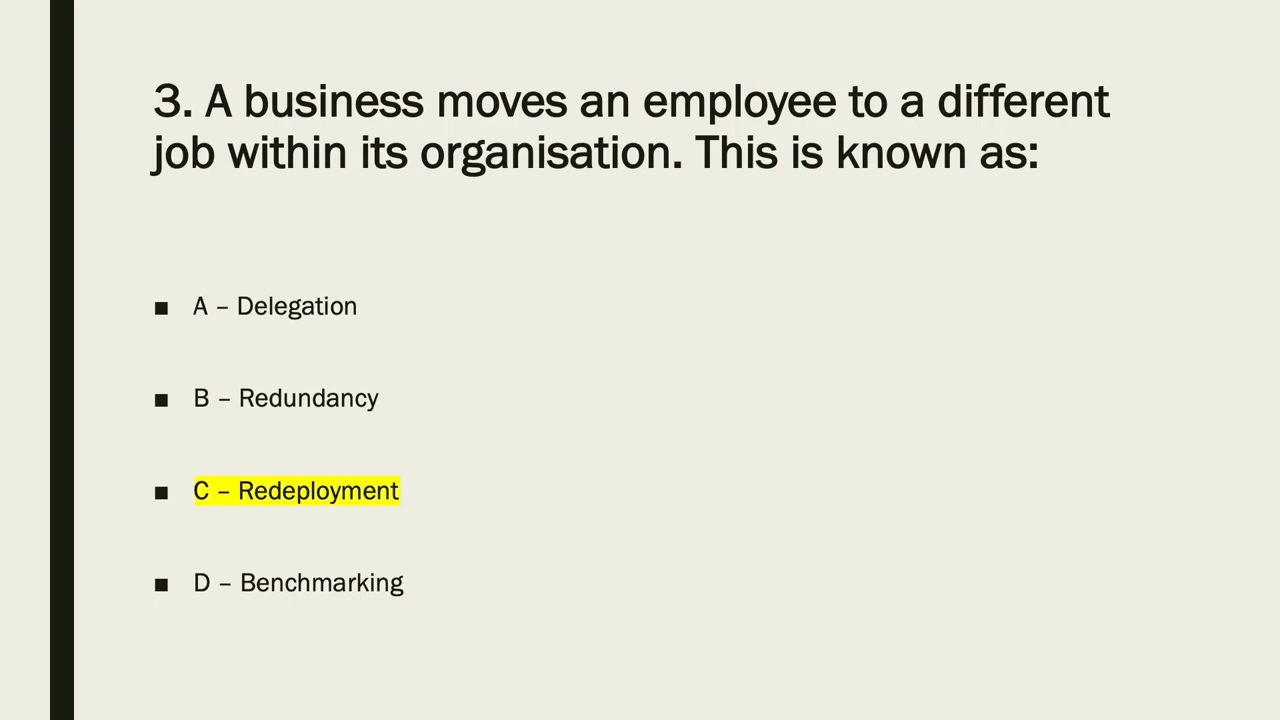 3. A business moves an employee to a different
job within its organisation. This is known as:
■ A – Delegation
■ B – Redundancy
■ C – Redeployment
■ D – Benchmarking